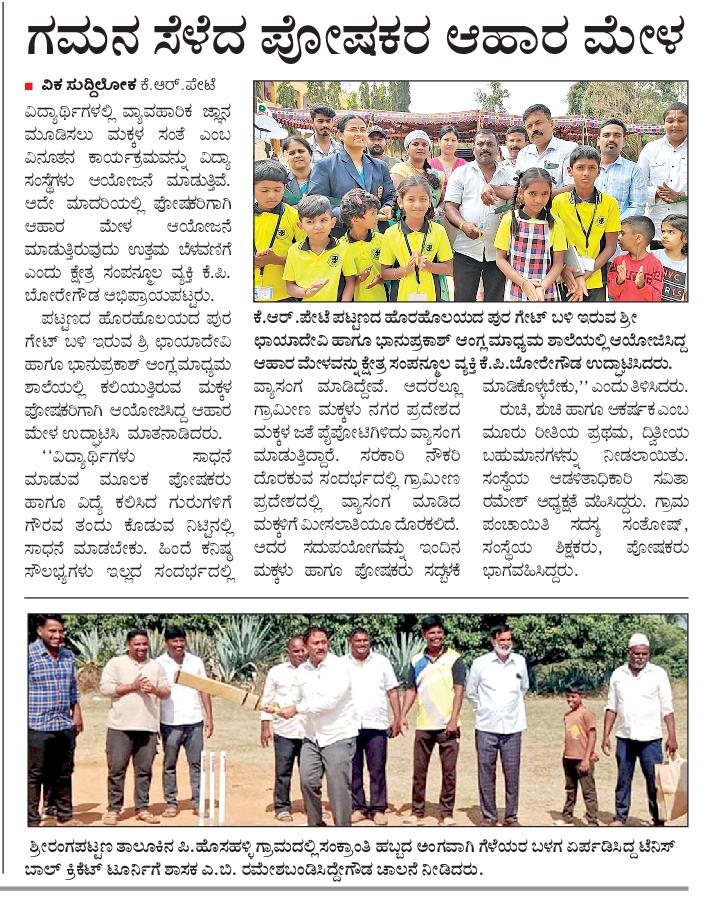 ಗಮನ ಸೆಳೆದ ಪೋಷಕರ ಆಹಾರ ಮೇಳ
■ ವಿಕ ಸುದ್ದಿಲೋಕ ಕೆ.ಆರ್.ಪೇಟೆ
ವಿದ್ಯಾರ್ಥಿಗಳಲ್ಲಿ ವ್ಯಾವಹಾರಿಕ ಜ್ಞಾನ
ಮೂಡಿಸಲು ಮಕ್ಕಳ ಸಂತೆ ಎಂಬ
ವಿನೂತನ ಕಾರ್ಯಕ್ರಮವನ್ನು ವಿದ್ಯಾ
ಸಂಸ್ಥೆಗಳು ಆಯೋಜನೆ ಮಾಡುತ್ತಿವೆ.
ಅದೇ ಮಾದರಿಯಲ್ಲಿ ಪೋಷಕರಿಗಾಗಿ
ಆಹಾರ ಮೇಳ ಆಯೋಜನೆ
ಮಾಡುತ್ತಿರುವುದು ಉತ್ತಮ ಬೆಳವಣಿಗೆ
ಎಂದು ಕ್ಷೇತ್ರ ಸಂಪನ್ಮೂಲ ವ್ಯಕ್ತಿ ಕೆ.ಪಿ.
ಬೋರೇಗೌಡ ಅಭಿಪ್ರಾಯಪಟ್ಟರು.
ಪಟ್ಟಣದ ಹೊರಹೊಲಯದ ಪುರ
ಗೇಟ್ ಬಳಿ ಇರುವ ಶ್ರಿ ಛಾಯಾದೇವಿ
ಹಾಗೂ ಭಾನುಪ್ರಕಾಶ್ ಆಂಗ್ಲಮಾಧ್ಯಮ
ಶಾಲೆಯಲ್ಲಿ ಕಲಿಯುತ್ತಿರುವ ಮಕ್ಕಳ
ಪೋಷಕರಿಗಾಗಿ ಆಯೋಜಿಸಿದ್ದ ಆಹಾರ
ಮೇಳ ಉದ್ಘಾಟಿಸಿ ಮಾತನಾಡಿದರು.
‘‘ವಿದ್ಯಾರ್ಥಿಗಳು ಸಾಧನೆ
ಮಾಡುವ ಮೂಲಕ ಪೋಷಕರು
ಹಾಗೂ ವಿದ್ಯೆ ಕಲಿಸಿದ ಗುರುಗಳಿಗೆ
ಗೌರವ ತಂದು ಕೊಡುವ ನಿಟ್ಟಿನಲ್ಲಿ
ಸಾಧನೆ ಮಾಡಬೇಕು. ಹಿಂದೆ ಕನಿಷ್ಠ
ಸೌಲಭ್ಯಗಳು ಇಲ್ಲದ ಸಂದರ್ಭದಲ್ಲಿ
ಕೆ.ಆರ್.ಪೇಟೆ ಪಟ್ಟಣದ ಹೊರಹೊಲಯದ ಪುರ ಗೇಟ್ ಬಳಿ ಇರುವ ಶ್ರೀ
ಛಾಯಾದೇವಿ ಹಾಗೂ ಭಾನುಪ್ರಕಾಶ್ ಆಂಗ್ಲ ಮಾಧ್ಯಮ ಶಾಲೆಯಲ್ಲಿ ಆಯೋಜಿಸಿದ್ದ
ಆಹಾರ ಮೇಳವನ್ನು ಕ್ಷೇತ್ರ ಸಂಪನ್ಮೂಲ ವ್ಯಕ್ತಿ ಕೆ.ಪಿ.ಬೋರೇಗೌಡ ಉದ್ಘಾಟಿಸಿದರು.
ವ್ಯಾಸಂಗ ಮಾಡಿದ್ದೇವೆ. ಅದರಲ್ಲೂ
ಗ್ರಾಮೀಣ ಮಕ್ಕಳು ನಗರ ಪ್ರದೇಶದ
ಮಕ್ಕಳ ಜತೆ ಪೈಪೋಟಿಗಿಳಿದು ವ್ಯಾಸಂಗ
ಮಾಡುತ್ತಿದ್ದಾರೆ. ಸರಕಾರಿ ನೌಕರಿ
ದೊರಕುವ ಸಂದರ್ಭದಲ್ಲಿ ಗ್ರಾಮೀಣ
ಪ್ರದೇಶದಲ್ಲಿ ವ್ಯಾಸಂಗ ಮಾಡಿದ
ಮಕ್ಕಳಿಗೆ ಮೀಸಲಾತಿಯೂ ದೊರಕಲಿದೆ.
ಅದರ ಸದುಪಯೋಗವನ್ನು ಇಂದಿನ
ಮಕ್ಕಳು ಹಾಗೂ ಪೋಷಕರು ಸದ್ಬಳಕೆ
ಮಾಡಿಕೊಳ್ಳಬೇಕು,’’ ಎಂದು ತಿಳಿಸಿದರು.
ರುಚಿ, ಶುಚಿ ಹಾಗೂ ಆಕರ್ಷಕ ಎಂಬ
ಮೂರು ರೀತಿಯ ಪ್ರಥಮ, ದ್ವಿತೀಯ
ಬಹುಮಾನಗಳನ್ನು ನೀಡಲಾಯಿತು.
ಸಂಸ್ಥೆಯ ಆಡಳಿತಾಧಿಕಾರಿ ಸವಿತಾ
ರಮೇಶ್ ಅಧ್ಯಕ್ಷತೆ ವಹಿಸಿದ್ದರು. ಗ್ರಾಮ
ಪಂಚಾಯಿತಿ ಸದಸ್ಯ ಸಂತೋಷ್,
ಸಂಸ್ಥೆಯ ಶಿಕ್ಷಕರು, ಪೋಷಕರು
ಭಾಗವಹಿಸಿದ್ದರು.
ಶ್ರೀರಂಗಪಟ್ಟಣ ತಾಲೂಕಿನ ಪಿ.ಹೊಸಹಳ್ಳಿ ಗ್ರಾಮದಲ್ಲಿ ಸಂಕ್ರಾಂತಿ ಹಬ್ಬದ ಅಂಗವಾಗಿ ಗೆಳೆಯರ ಬಳಗ ಏರ್ಪಡಿಸಿದ್ದ ಟೆನಿಸ್
ಬಾಲ್ ಕ್ರಿಕೆಟ್ ಟೂರ್ನಿಗೆ ಶಾಸಕ ಎ.ಬಿ. ರಮೇಶಬಂಡಿಸಿದ್ದೇಗೌಡ ಚಾಲನೆ ನೀಡಿದರು.